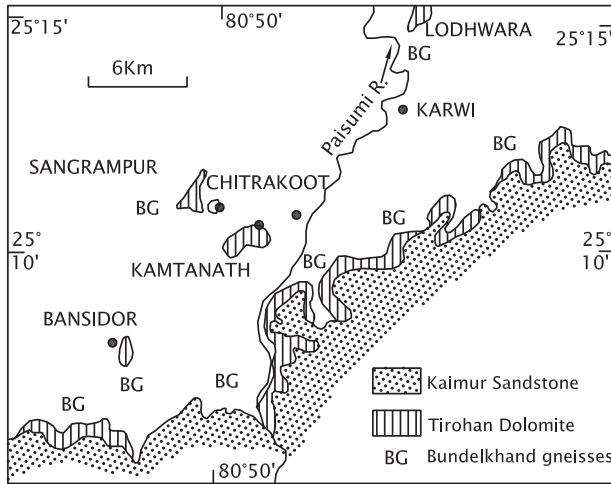 25°15'
80°50'
LODHWARA
25°15'
BG
6Km
Paisumi R.
KARWI
BG
SANGRAMPUR
CHITRAKOOT
BG
BG
25°
10'
KAMTANATH
BG
25°
10'
BANSIDOR
BG
BG
BG
BG
Kaimur Sandstone
Tirohan Dolomite
BG Bundelkhand gneisses
80°50'